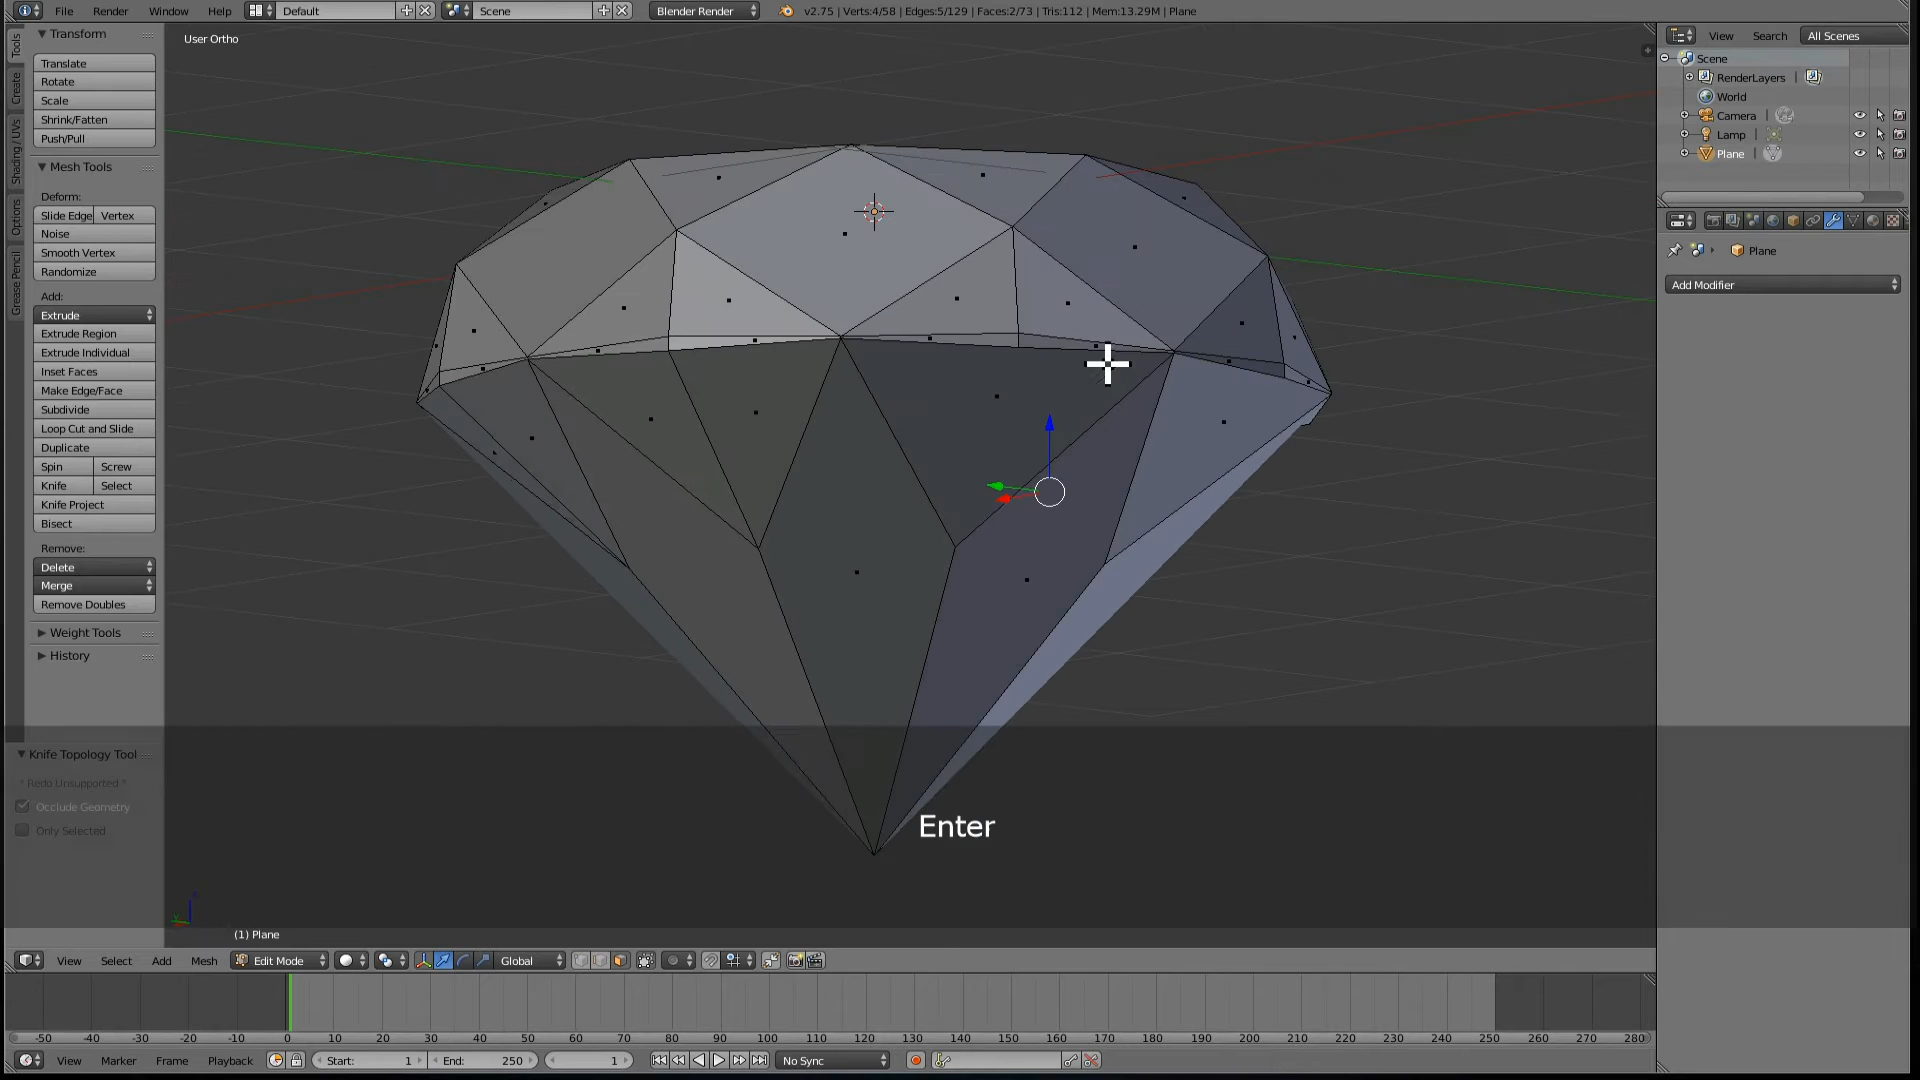 File Render Window Help Default Scene Blender Render v2.75 | Verts:4/58 | Edges:5/129 | Faces:2/73 | Tris:112 | Mem:13.29M | Plane
Tools
Create
Shading / UVs
Options
Grease Pencil
Transform
Translate
Rotate
Scale
Shrink/Fatten
Push/Pull
Mesh Tools
Deform:
Slide Edge Vertex
Noise
Smooth Vertex
Randomize
Add:
Extrude
Extrude Region
Extrude Individual
Inset Faces
Make Edge/Face
Subdivide
Loop Cut and Slide
Duplicate
Spin Screw
Knife Select
Knife Project
Bisect
Remove:
Delete
Merge
Remove Doubles
Weight Tools
History
Knife Topology Tool
* Redo Unsupported *
Occlude Geometry
Only Selected
User Ortho
Enter
(1) Plane
View Search All Scenes
Scene
RenderLayers
World
Camera
Lamp
Plane
Plane
Add Modifier
View Select Add Mesh Edit Mode Global
-50 -40 -30 -20 -10 0 10 20 30 40 50 60 70 80 90 100 110 120 130 140 150 160 170 180 190 200 210 220 230 240 250 260 270 280
View Marker Frame Playback Start: 1 End: 250 1 No Sync